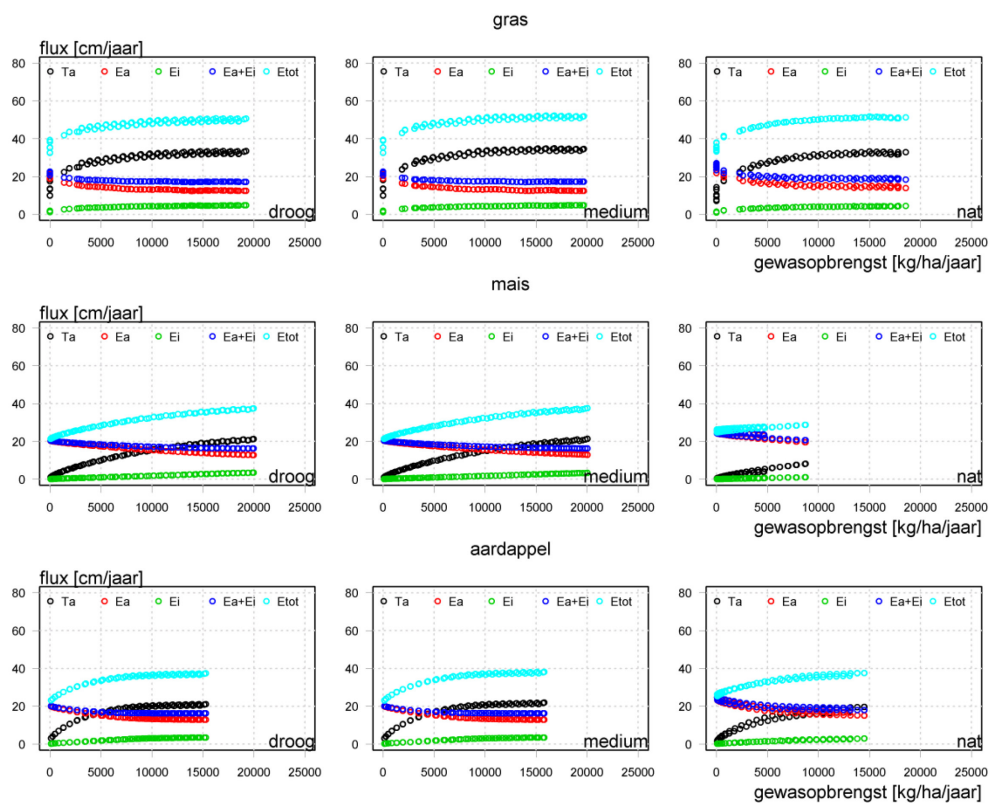 gras
flux [cm/jaar]
80 Ta Ea Ei Ea+Ei Etot 80 Ta Ea Ei Ea+Ei Etot 80 Ta Ea Ei Ea+Ei Etot
60 60 60
40 40 40
20 20 20
0 droog 0 medium 0 nat
0 5000 10000 15000 20000 25000 0 5000 10000 15000 20000 25000 0 5000 10000 15000 20000 25000
gewasopbrengst [kg/ha/jaar]
mais
flux [cm/jaar]
80 Ta Ea Ei Ea+Ei Etot 80 Ta Ea Ei Ea+Ei Etot 80 Ta Ea Ei Ea+Ei Etot
60 60 60
40 40 40
20 20 20
0 droog 0 medium 0 nat
0 5000 10000 15000 20000 25000 0 5000 10000 15000 20000 25000 0 5000 10000 15000 20000 25000
gewasopbrengst [kg/ha/jaar]
aardappel
flux [cm/jaar]
80 Ta Ea Ei Ea+Ei Etot 80 Ta Ea Ei Ea+Ei Etot 80 Ta Ea Ei Ea+Ei Etot
60 60 60
40 40 40
20 20 20
0 droog 0 medium 0 nat
0 5000 10000 15000 20000 25000 0 5000 10000 15000 20000 25000 0 5000 10000 15000 20000 25000
gewasopbrengst [kg/ha/jaar]